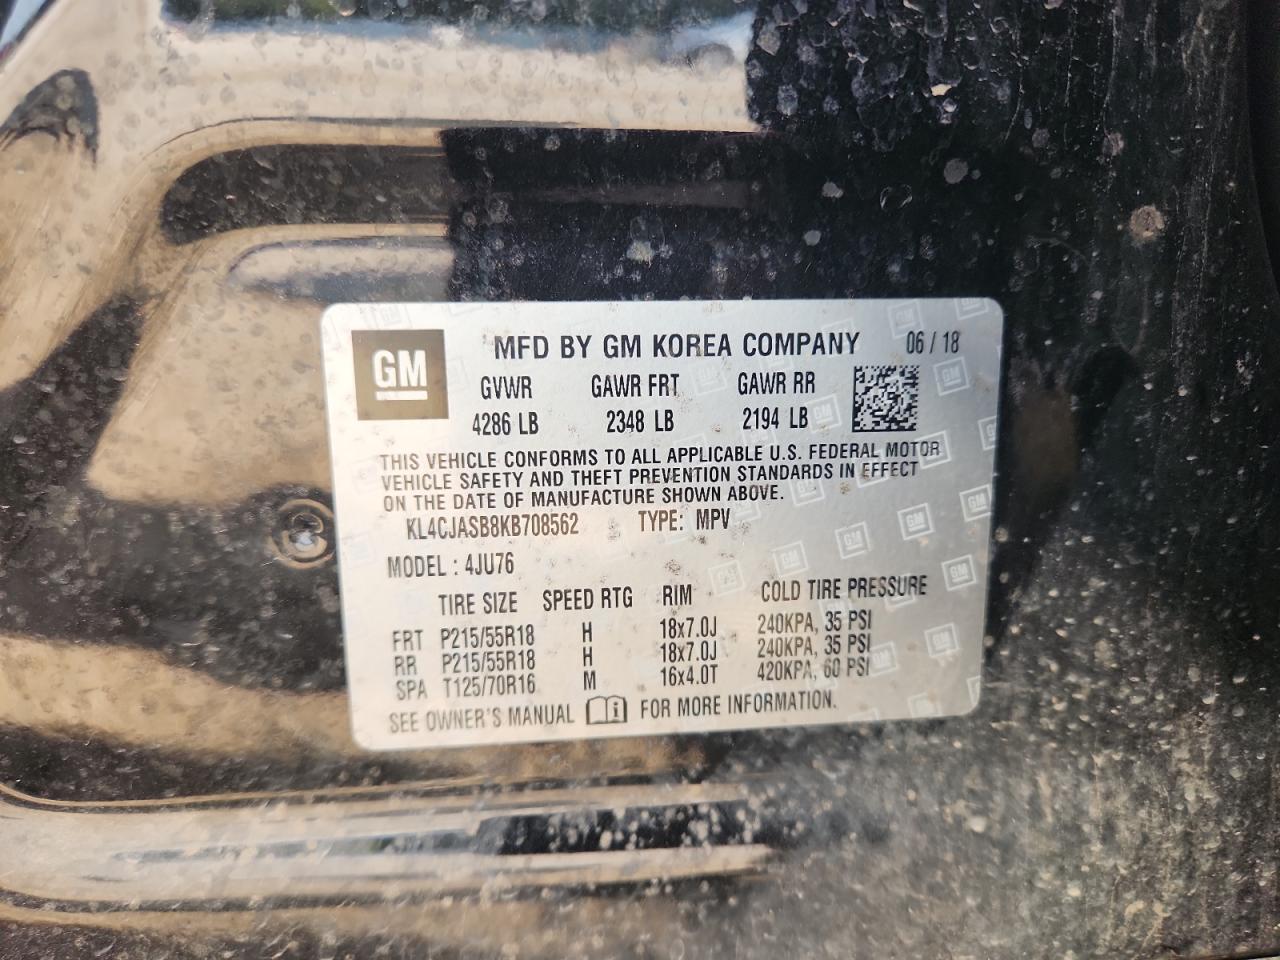 GM
MFD BY GM KOREA COMPANY 06 / 18
GVWR GAWR FRT GAWR RR
4286 LB 2348 LB 2194 LB
THIS VEHICLE CONFORMS TO ALL APPLICABLE U.S. FEDERAL MOTOR
VEHICLE SAFETY AND THEFT PREVENTION STANDARDS IN EFFECT
ON THE DATE OF MANUFACTURE SHOWN ABOVE.
KL4CJASB8KB708562 TYPE: MPV
MODEL : 4JU76
TIRE SIZE SPEED RTG RIM COLD TIRE PRESSURE
FRT P215/55R18 H 18x7.0J 240KPA, 35 PSI
RR P215/55R18 H 18x7.0J 240KPA, 35 PSI
SPA T125/70R16 M 16x4.0T 420KPA, 60 PSI
SEE OWNER'S MANUAL i FOR MORE INFORMATION.